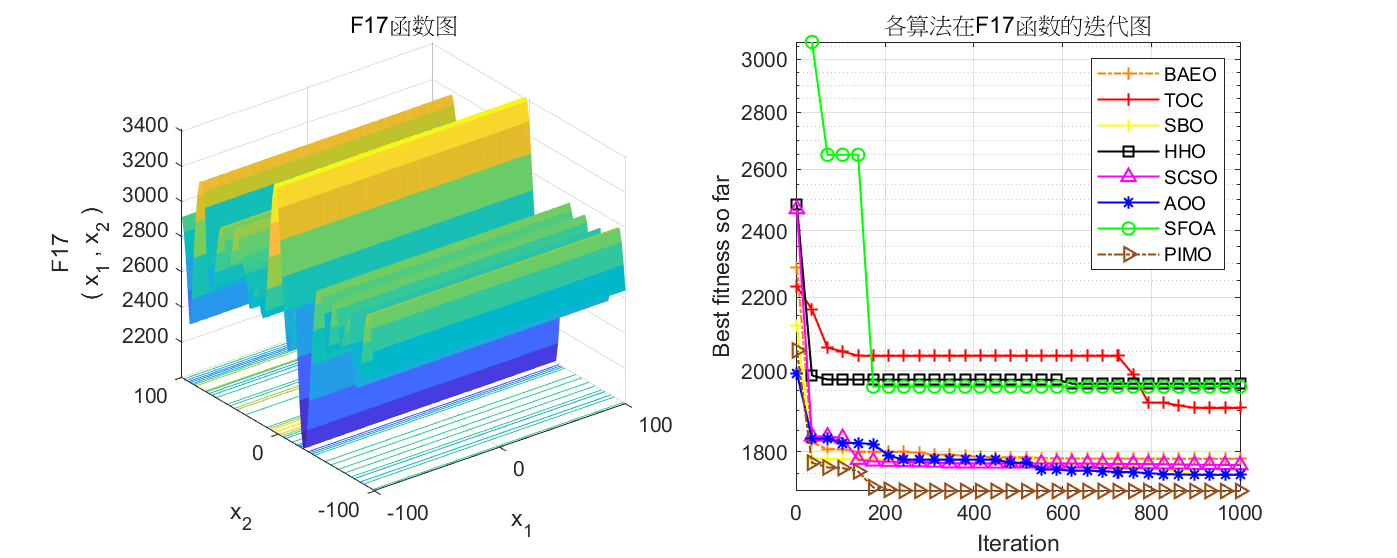 F17函数图
3400
3200
3000
2800
2600
2400
2200
F17
( x1 , x2 )
100
0
-100
x2
-100
0
100
x1
各算法在F17函数的迭代图
3000
2800
2600
2400
2200
2000
1800
Best fitness so far
0
200
400
600
800
1000
Iteration
BAEO
TOC
SBO
HHO
SCSO
AOO
SFOA
PIMO